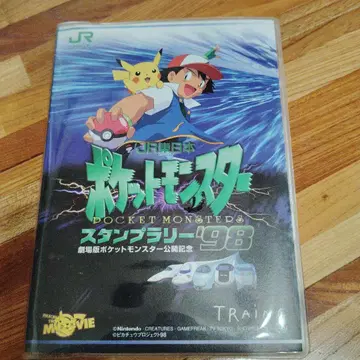 JR
JR東日本
ポケットモンスター
POCKET MONSTERS
スタンプラリー'98
劇場版ポケットモンスター公開記念
TRAIN
MOVIE
©Nintendo・CREATURES・GAMEFREAK・TV TOKYO
©ピカチュウプロジェクト98